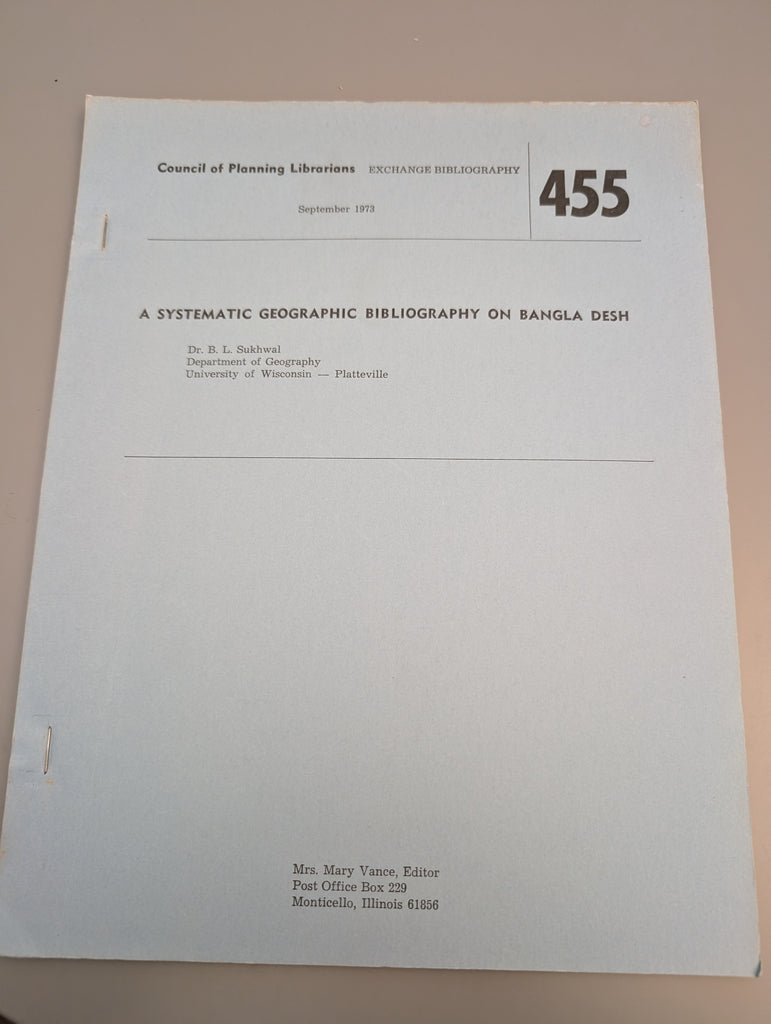 Council of Planning Librarians EXCHANGE BIBLIOGRAPHY
455
September 1973
A SYSTEMATIC GEOGRAPHIC BIBLIOGRAPHY ON BANGLA DESH
Dr. B. L. Sukhwal
Department of Geography
University of Wisconsin — Platteville
Mrs. Mary Vance, Editor
Post Office Box 229
Monticello, Illinois 61856